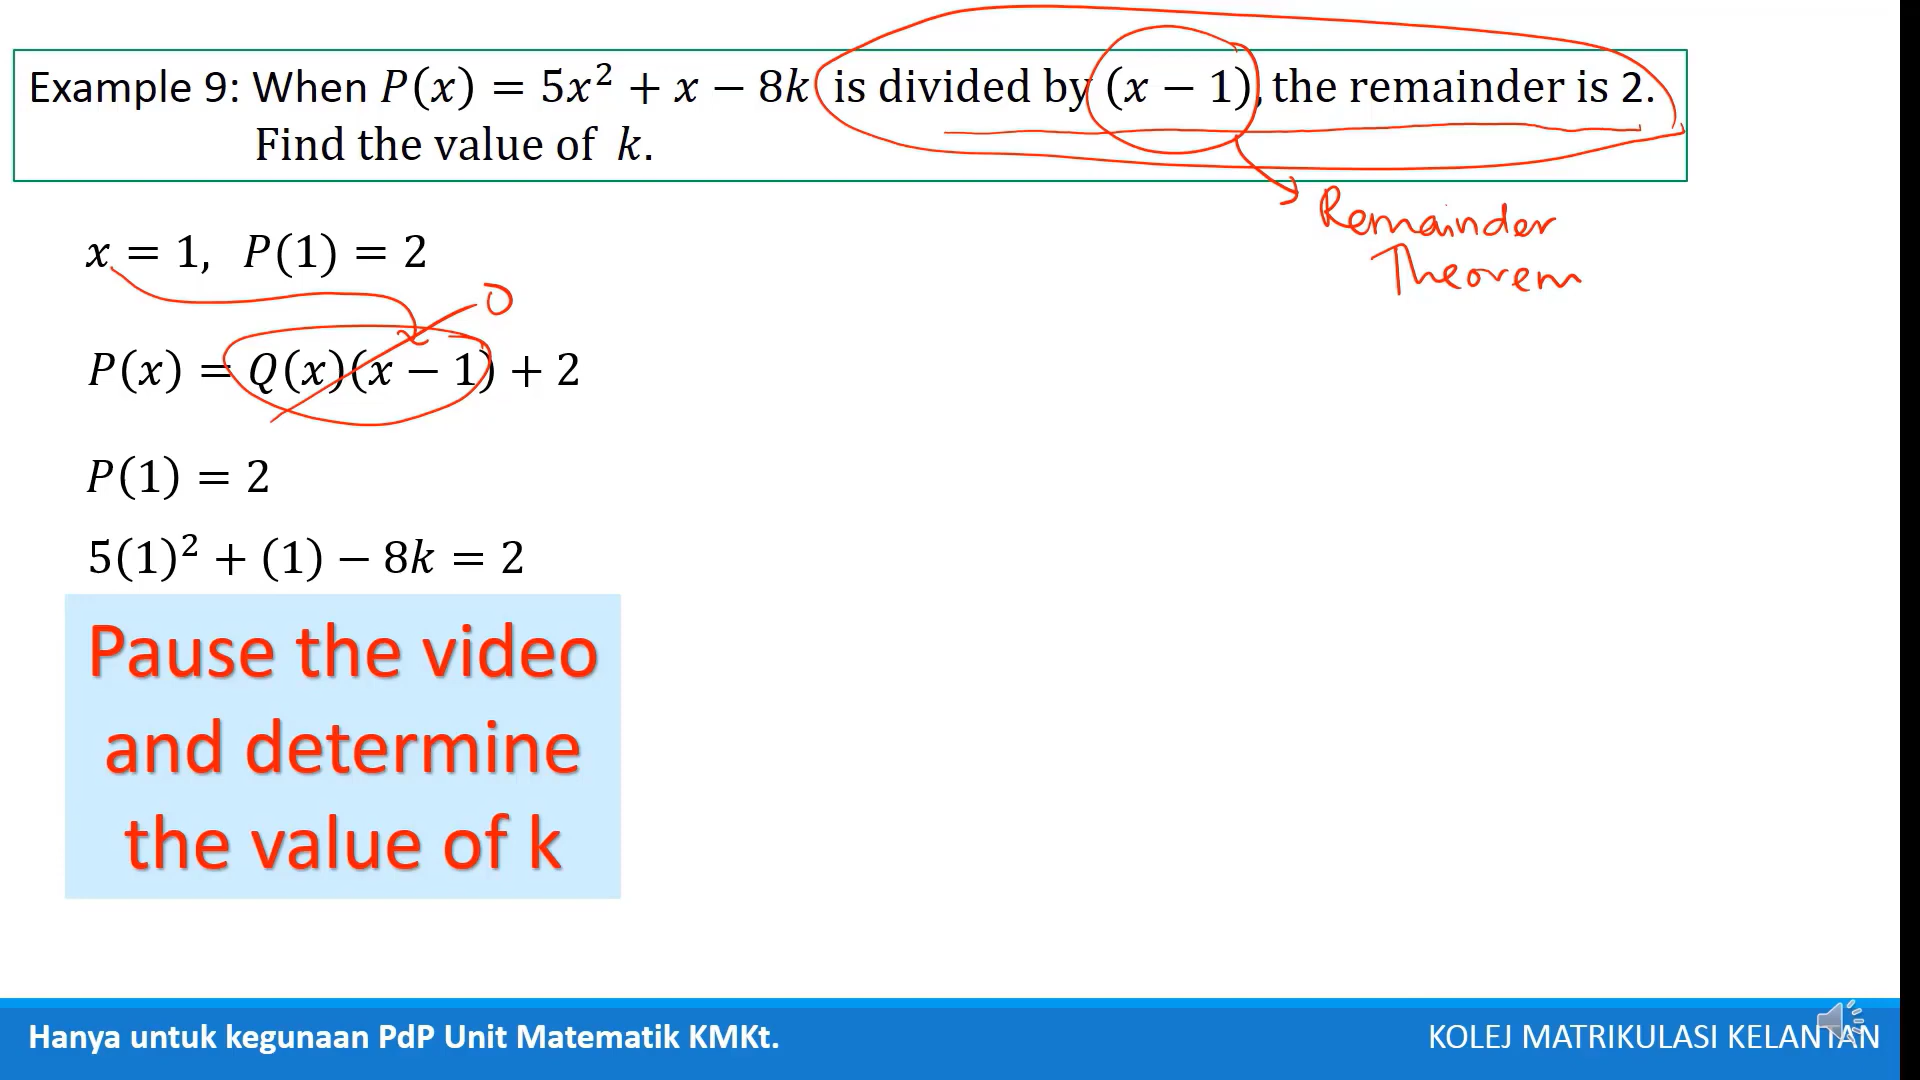 Example 9: When P(x) = 5x² + x − 8k is divided by (x − 1), the remainder is 2.
Find the value of k.
Remainder
Theorem
x = 1, P(1) = 2
0
P(x) = Q(x)(x − 1) + 2
P(1) = 2
5(1)² + (1) − 8k = 2
Pause the video
and determine
the value of k
Hanya untuk kegunaan PdP Unit Matematik KMKt.
KOLEJ MATRIKULASI KELANTAN